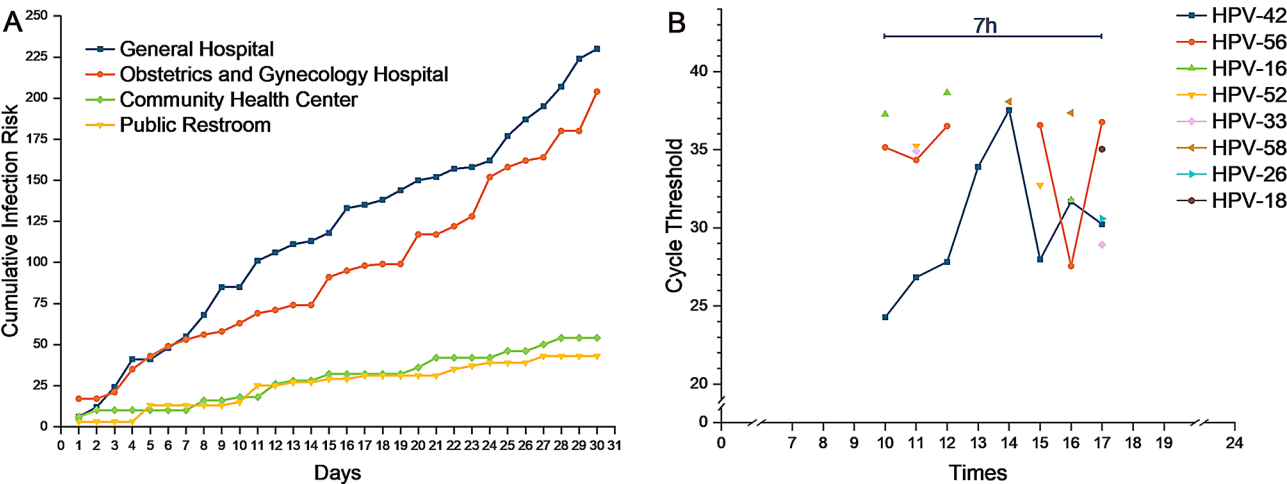 A
Cumulative Infection Risk
250
225
200
175
150
125
100
75
50
25
0
General Hospital
Obstetrics and Gynecology Hospital
Community Health Center
Public Restroom
0 1 2 3 4 5 6 7 8 9 10 11 12 13 14 15 16 17 18 19 20 21 22 23 24 25 26 27 28 29 30 31
Days
B
Cycle Threshold
40
35
30
25
20
0
7h
0 7 8 9 10 11 12 13 14 15 16 17 18 19 24
Times
HPV-42
HPV-56
HPV-16
HPV-52
HPV-33
HPV-58
HPV-26
HPV-18